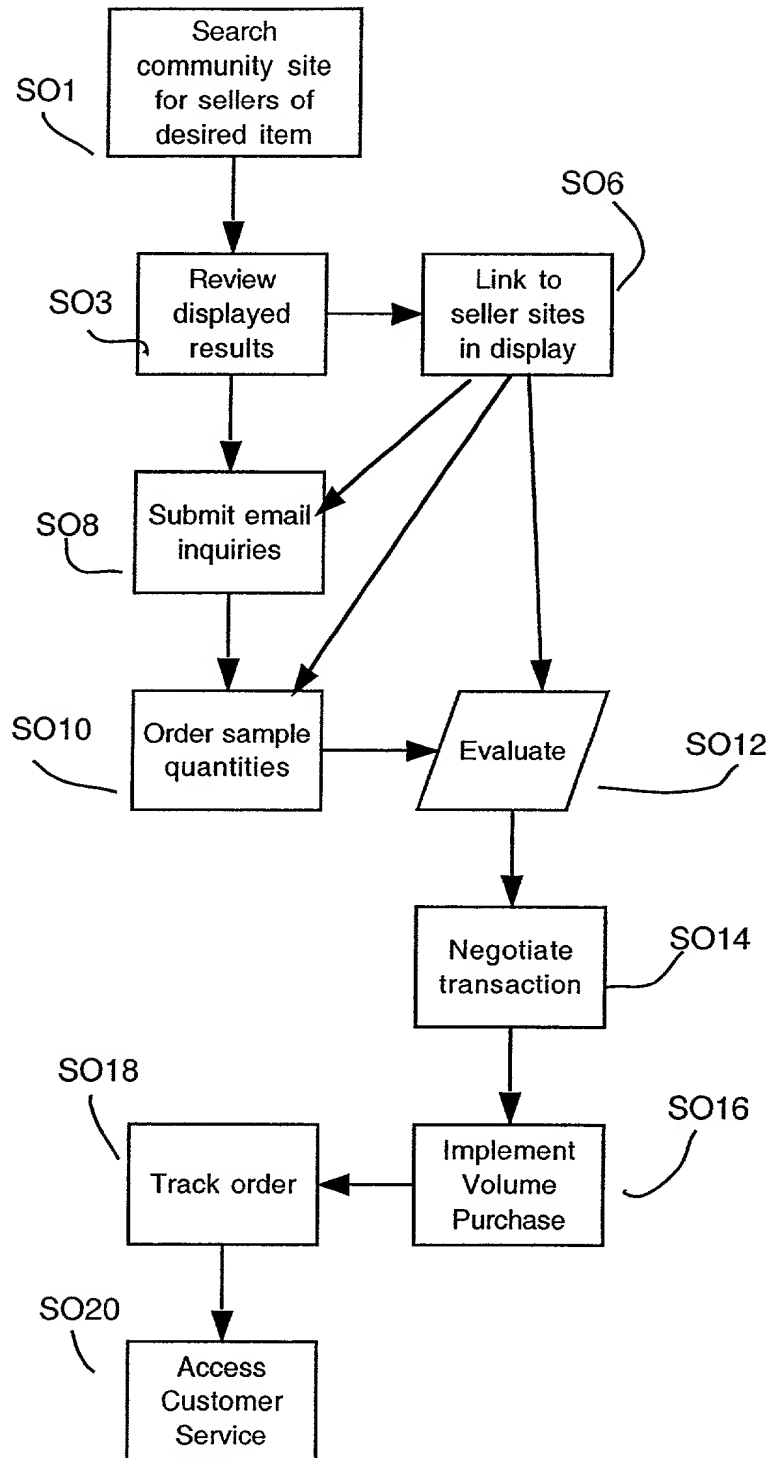 Search
community site
for sellers of
desired item
SO1
SO6
Review
displayed
results
SO3
Link to
seller sites
in display
Submit email
inquiries
SO8
Order sample
quantities
SO10
Evaluate
SO12
Negotiate
transaction
SO14
SO18
Track order
Implement
Volume
Purchase
SO16
SO20
Access
Customer
Service